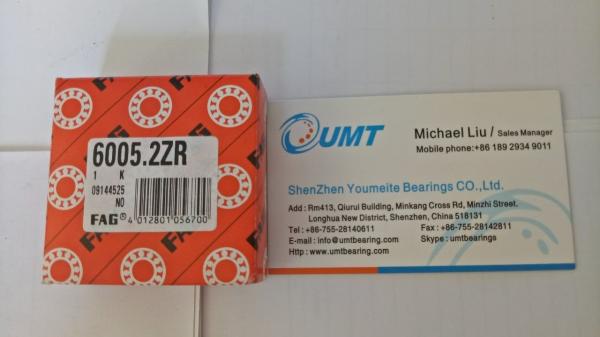 FAG
6005.2ZR
1 K
09144525
NO
FAG®
4 012801 056700
UMT
Michael Liu / Sales Manager
Mobile phone:+86 189 2934 9011
ShenZhen Youmeite Bearings CO.,Ltd.
Add : Rm413, Qirui Building, Minkang Cross Rd, Minzhi Street.
Longhua New District, Shenzhen, China 518131
Tel : +86-755-28140611 Fax : +86-755-28142811
E-mail : info@umtbearing.com Skype : umtbearings
Http : www.umtbearing.com